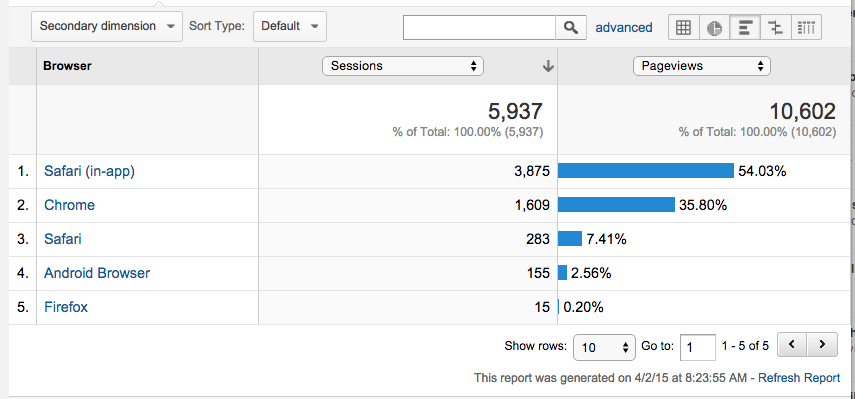 Secondary dimension Sort Type: Default advanced
Browser Sessions Pageviews
5,937 10,602
% of Total: 100.00% (5,937) % of Total: 100.00% (10,602)
1. Safari (in-app) 3,875 54.03%
2. Chrome 1,609 35.80%
3. Safari 283 7.41%
4. Android Browser 155 2.56%
5. Firefox 15 0.20%
Show rows: 10 Go to: 1 1 - 5 of 5
This report was generated on 4/2/15 at 8:23:55 AM - Refresh Report